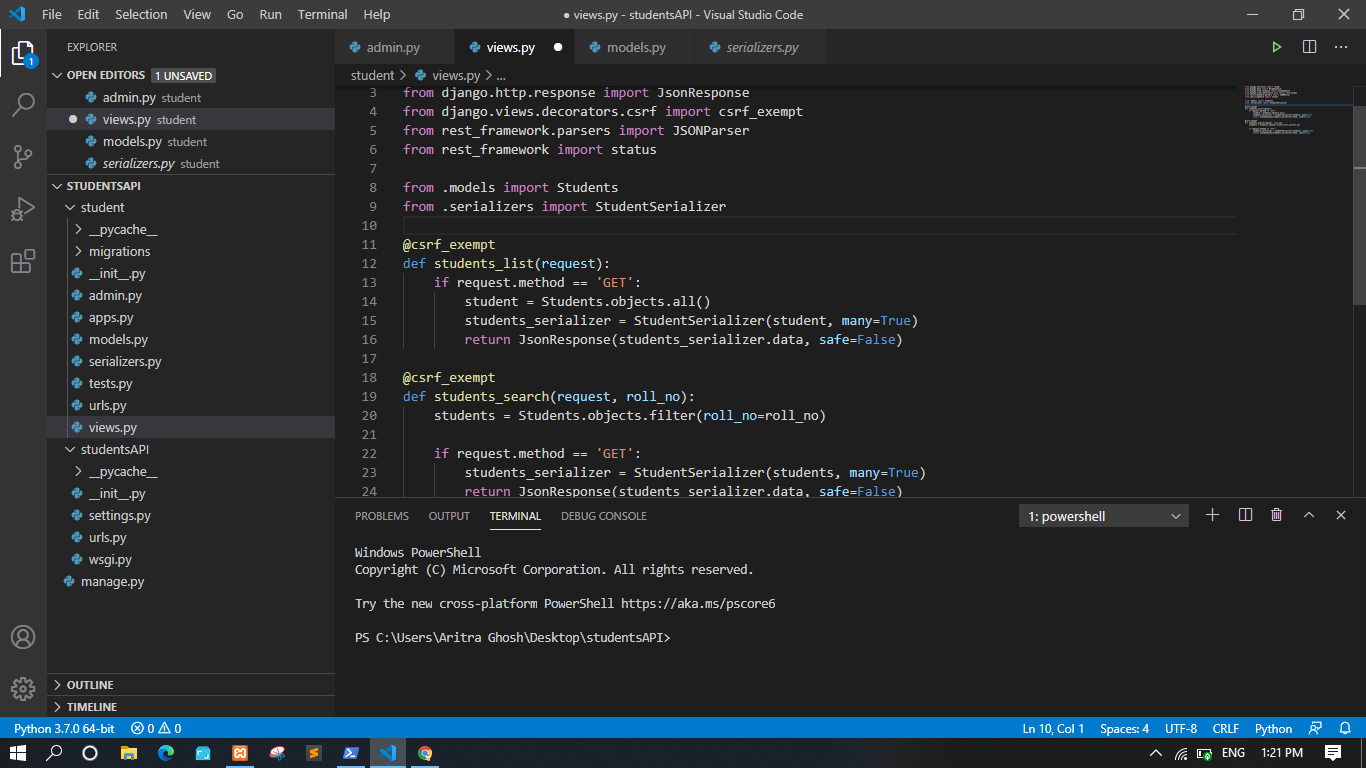 File Edit Selection View Go Run Terminal Help
● views.py - studentsAPI - Visual Studio Code
EXPLORER
admin.py
views.py
models.py
serializers.py
OPEN EDITORS 1 UNSAVED
admin.py student
views.py student
models.py student
serializers.py student
STUDENTSAPI
student
__pycache__
migrations
__init__.py
admin.py
apps.py
models.py
serializers.py
tests.py
urls.py
views.py
studentsAPI
__pycache__
__init__.py
settings.py
urls.py
wsgi.py
manage.py
OUTLINE
TIMELINE
1
student > views.py > ...
3 from django.http.response import JsonResponse
4 from django.views.decorators.csrf import csrf_exempt
5 from rest_framework.parsers import JSONParser
6 from rest_framework import status
7
8 from .models import Students
9 from .serializers import StudentSerializer
10
11 @csrf_exempt
12 def students_list(request):
13     if request.method == 'GET':
14         student = Students.objects.all()
15         students_serializer = StudentSerializer(student, many=True)
16         return JsonResponse(students_serializer.data, safe=False)
17
18 @csrf_exempt
19 def students_search(request, roll_no):
20     students = Students.objects.filter(roll_no=roll_no)
21
22     if request.method == 'GET':
23         students_serializer = StudentSerializer(students, many=True)
24         return JsonResponse(students_serializer.data, safe=False)
PROBLEMS OUTPUT TERMINAL DEBUG CONSOLE
1: powershell
Windows PowerShell
Copyright (C) Microsoft Corporation. All rights reserved.
Try the new cross-platform PowerShell https://aka.ms/pscore6
PS C:\Users\Aritra Ghosh\Desktop\studentsAPI>
Python 3.7.0 64-bit 0 0
Ln 10, Col 1 Spaces: 4 UTF-8 CRLF Python
ENG 1:21 PM